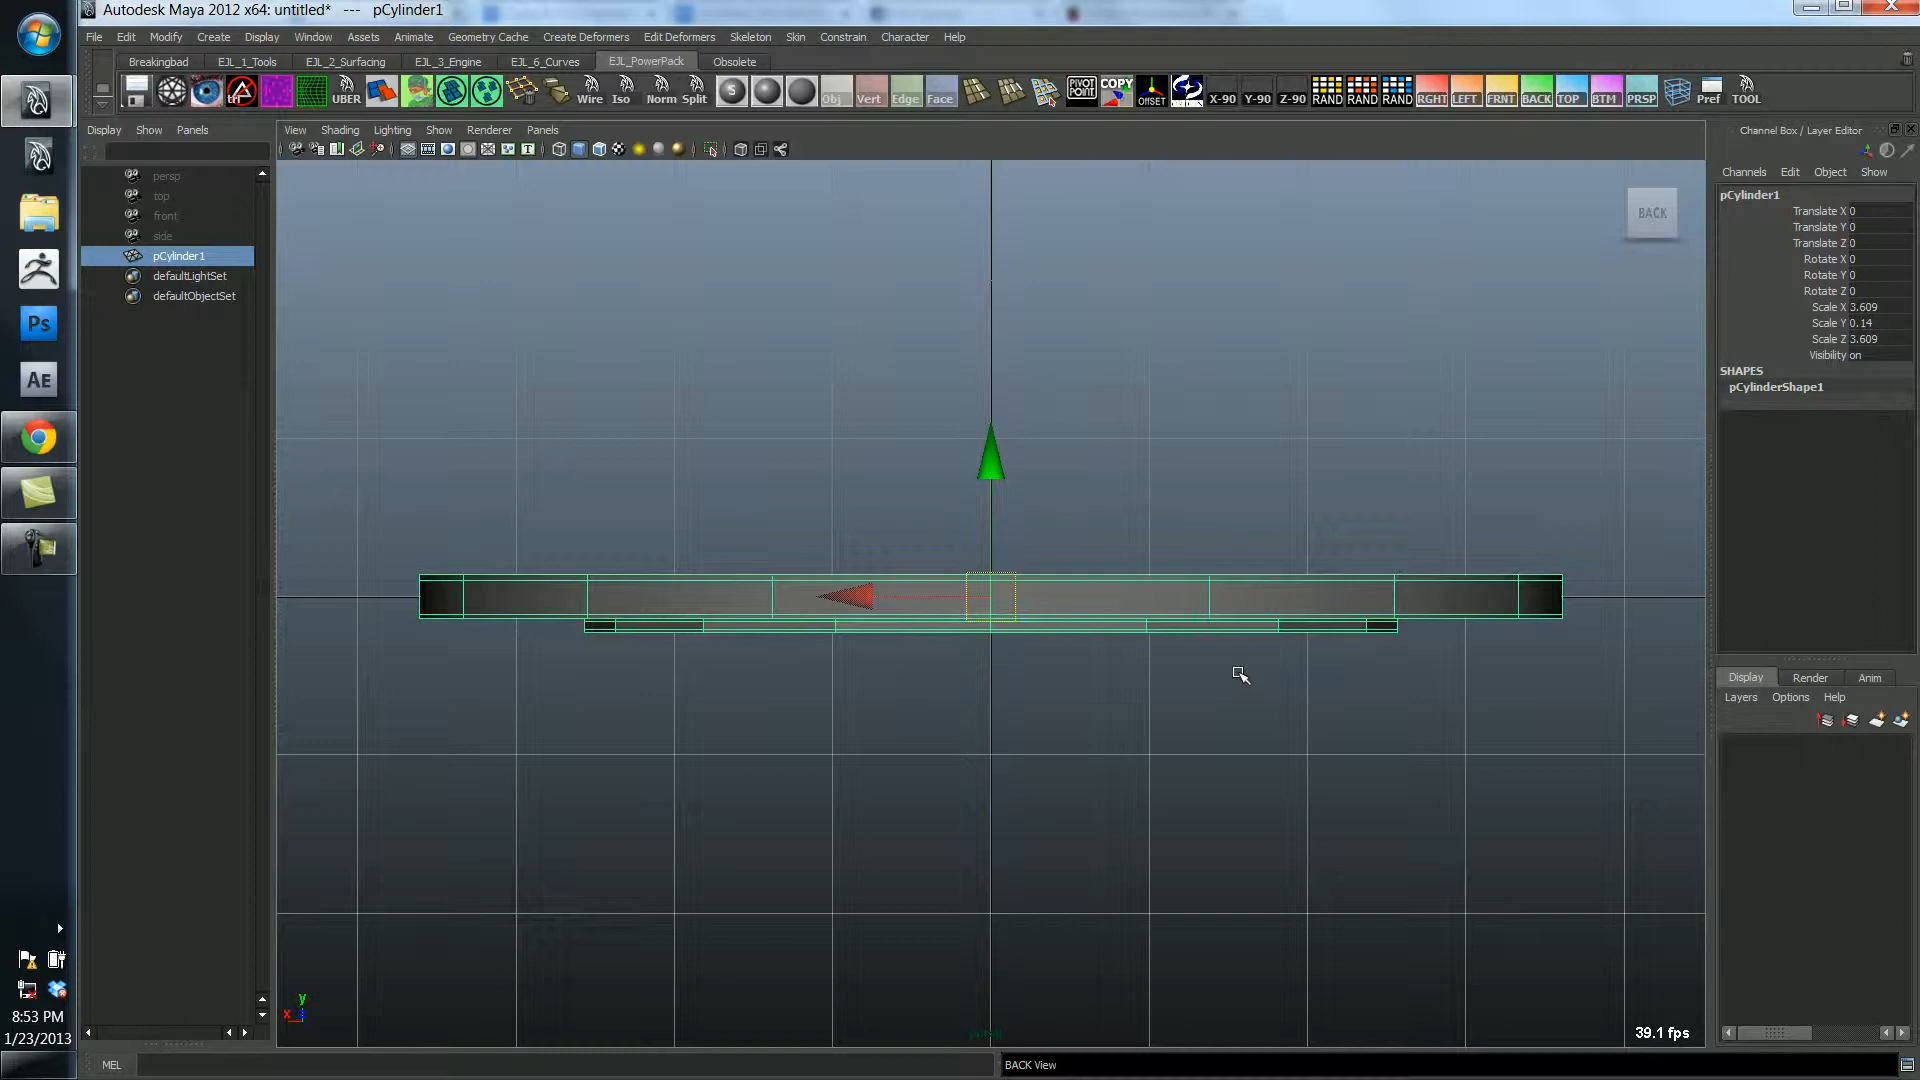 Autodesk Maya 2012 x64: untitled*   ---   pCylinder1
File Edit Modify Create Display Window Assets Animate Geometry Cache Create Deformers Edit Deformers Skeleton Skin Constrain Character Help
Breakingbad EJL_1_Tools EJL_2_Surfacing EJL_3_Engine EJL_6_Curves EJL_PowerPack Obsolete
tri UBER Wire Iso Norm Split S Obj Vert Edge Face PIVOT POINT COPY OFFSET X-90 Y-90 Z-90 RAND RAND RAND RGHT LEFT FRNT BACK TOP BTM PRSP Pref TOOL
Display Show Panels
View Shading Lighting Show Renderer Panels
persp
top
front
side
pCylinder1
defaultLightSet
defaultObjectSet
BACK
Channel Box / Layer Editor
Channels Edit Object Show
pCylinder1
Translate X 0
Translate Y 0
Translate Z 0
Rotate X 0
Rotate Y 0
Rotate Z 0
Scale X 3.609
Scale Y 0.14
Scale Z 3.609
Visibility on
SHAPES
pCylinderShape1
Display Render Anim
Layers Options Help
Ps
AE
8:53 PM
1/23/2013
y
x
z
persp
39.1 fps
MEL
BACK View